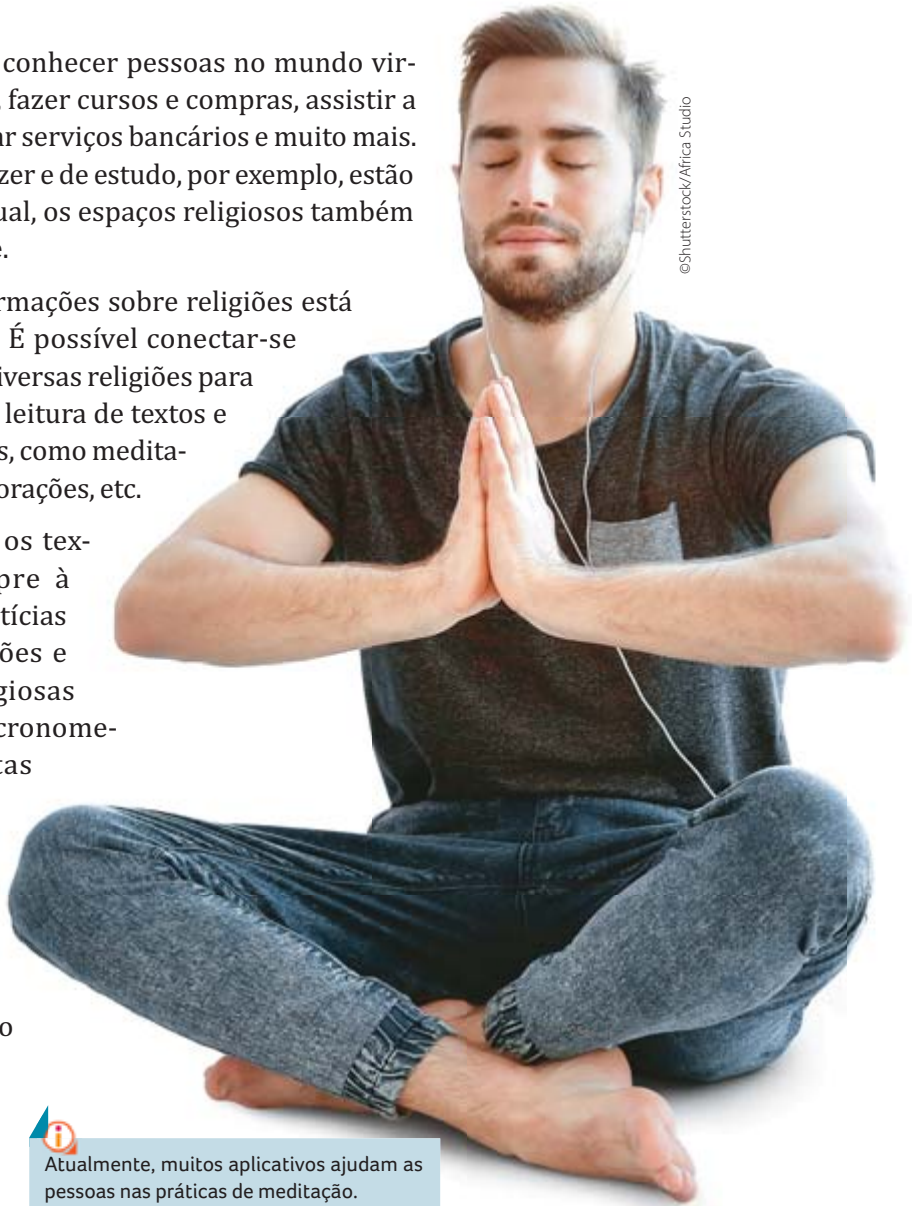 conhecer pessoas no mundo vir-
fazer cursos e compras, assistir a
ar serviços bancários e muito mais.
zer e de estudo, por exemplo, estão
ual, os espaços religiosos também
e.
rmações sobre religiões está
É possível conectar-se
iversas religiões para
leitura de textos e
s, como medita-
orações, etc.
os tex-
pre à
tícias
ões e
giosas
cronome-
tas
o
©Shutterstock/Africa Studio
Atualmente, muitos aplicativos ajudam as
pessoas nas práticas de meditação.